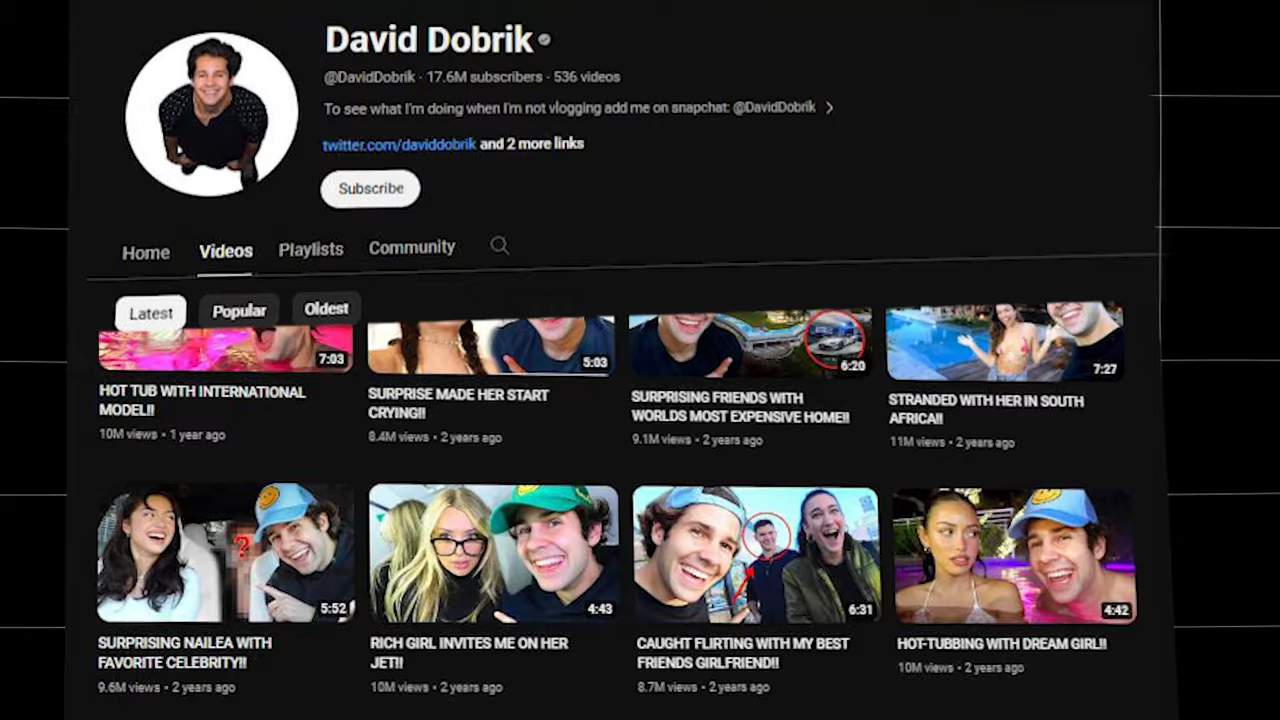 David Dobrik
@DavidDobrik · 17.6M subscribers · 536 videos
To see what I'm doing when I'm not vlogging add me on snapchat: @DavidDobrik
twitter.com/daviddobrik and 2 more links
Subscribe
Home Videos Playlists Community
Latest Popular Oldest
7:03 5:03 6:20 7:27
HOT TUB WITH INTERNATIONAL
MODEL!!
10M views • 1 year ago
SURPRISE MADE HER START
CRYING!!
8.4M views • 2 years ago
SURPRISING FRIENDS WITH
WORLDS MOST EXPENSIVE HOME!!
9.1M views • 2 years ago
STRANDED WITH HER IN SOUTH
AFRICA!!
11M views • 2 years ago
?
5:52 4:43 6:31 4:42
SURPRISING NAILEA WITH
FAVORITE CELEBRITY!!
9.6M views • 2 years ago
RICH GIRL INVITES ME ON HER
JET!!
10M views • 2 years ago
CAUGHT FLIRTING WITH MY BEST
FRIENDS GIRLFRIEND!!
8.7M views • 2 years ago
HOT-TUBBING WITH DREAM GIRL!!
10M views • 2 years ago